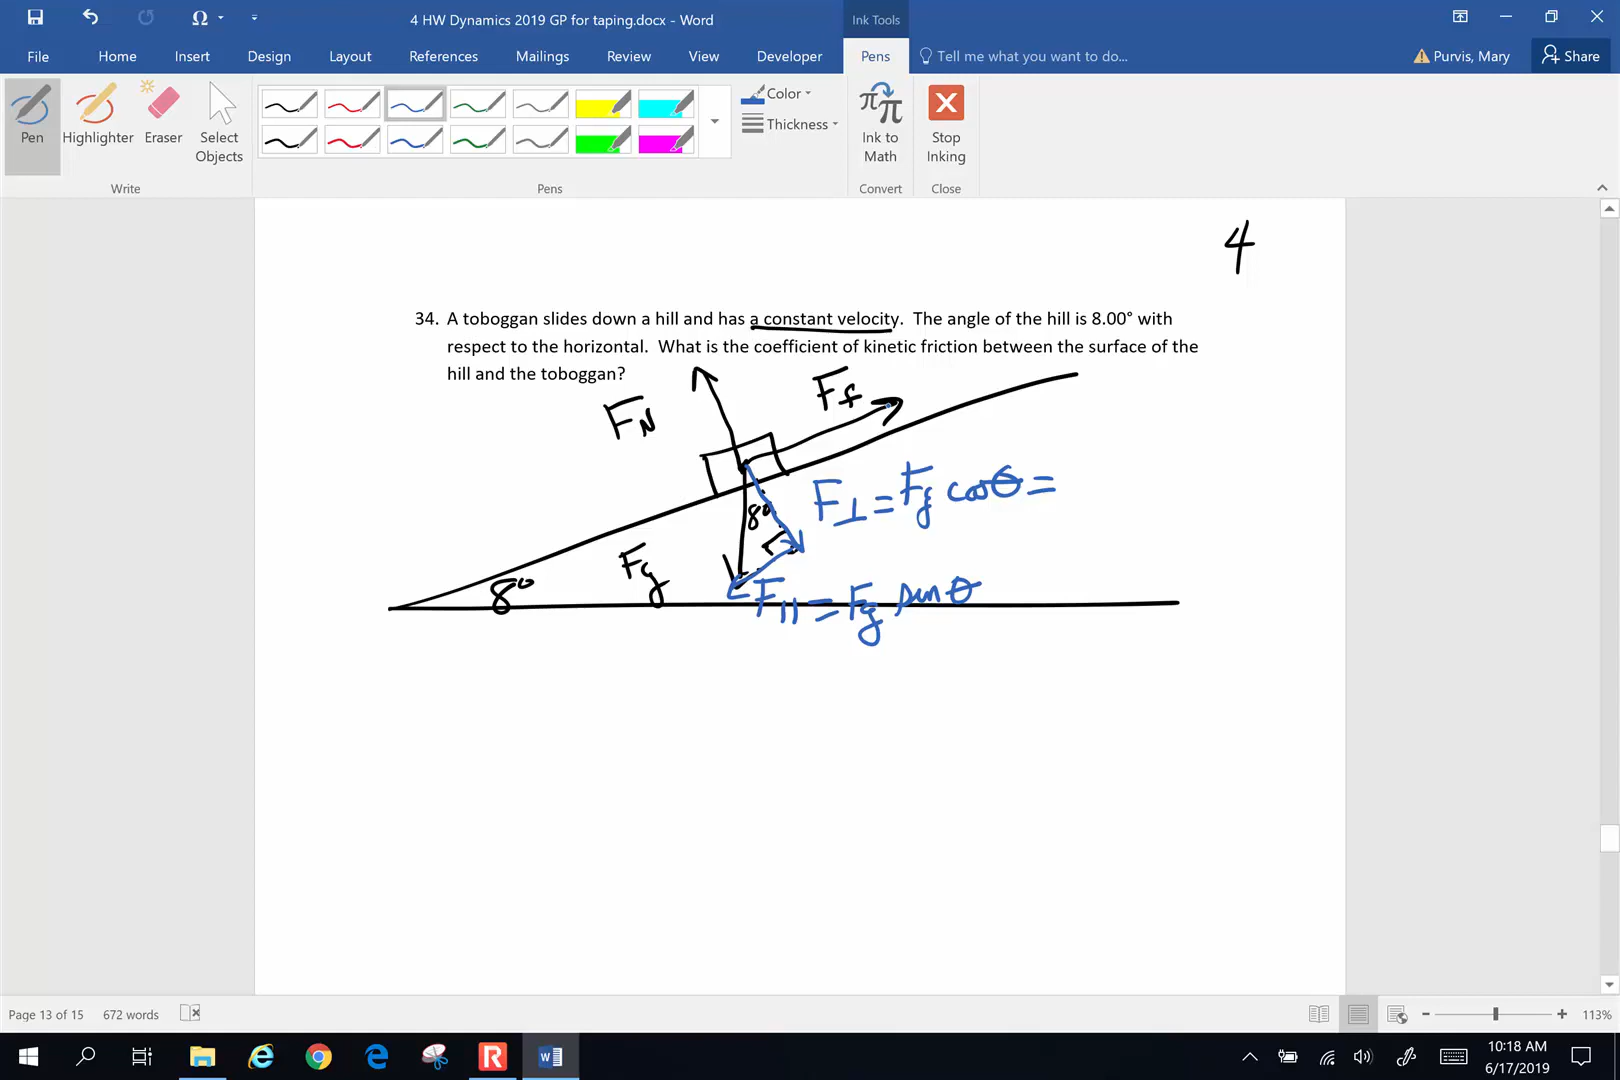 4 HW Dynamics 2019 GP for taping.docx - Word
Ink Tools
File Home Insert Design Layout References Mailings Review View Developer Pens Tell me what you want to do... Purvis, Mary Share
Pen Highlighter Eraser Select Objects
Color
Thickness
Ink to Math
Stop Inking
Write Pens Convert Close
4
34. A toboggan slides down a hill and has a constant velocity. The angle of the hill is 8.00° with
respect to the horizontal. What is the coefficient of kinetic friction between the surface of the
hill and the toboggan?
FN
Ff
F⊥ = Fg cosθ =
8°
Fg
8°
F|| = Fg sinθ
Page 13 of 15 672 words 113%
10:18 AM
6/17/2019